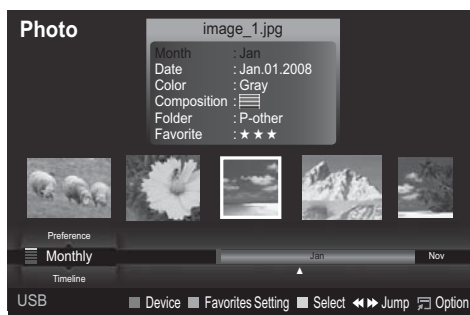 Photo
image_1.jpg
Month : Jan
Date : Jan.01.2008
Color : Gray
Composition :
Folder : P-other
Favorite : ★★★
Preference
Monthly
Timeline
Jan
Nov
USB
Device
Favorites Setting
Select
Jump
Option